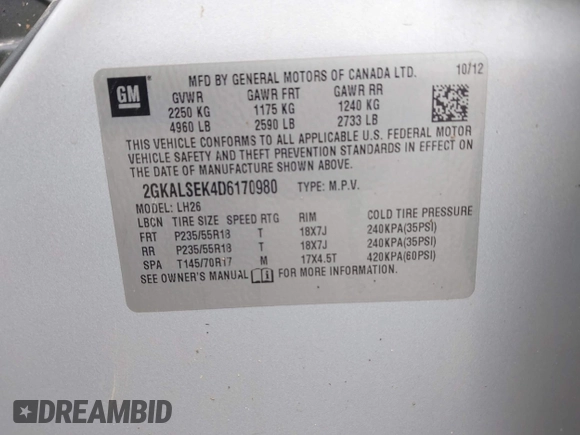 GM
MFD BY GENERAL MOTORS OF CANADA LTD. 10/12
GVWR GAWR FRT GAWR RR
2250 KG 1175 KG 1240 KG
4960 LB 2590 LB 2733 LB
THIS VEHICLE CONFORMS TO ALL APPLICABLE U.S. FEDERAL MOTOR
VEHICLE SAFETY AND THEFT PREVENTION STANDARDS IN EFFECT ON
THE DATE OF MANUFACTURE SHOWN ABOVE.
2GKALSEK4D6170980 TYPE: M.P.V.
MODEL: LH26
LBCN TIRE SIZE SPEED RTG RIM COLD TIRE PRESSURE
FRT P235/55R18 T 18X7J 240KPA(35PSI)
RR P235/55R18 T 18X7J 240KPA(35PSI)
SPA T145/70R17 M 17X4.5T 420KPA(60PSI)
SEE OWNER'S MANUAL FOR MORE INFORMATION.
DREAMBID